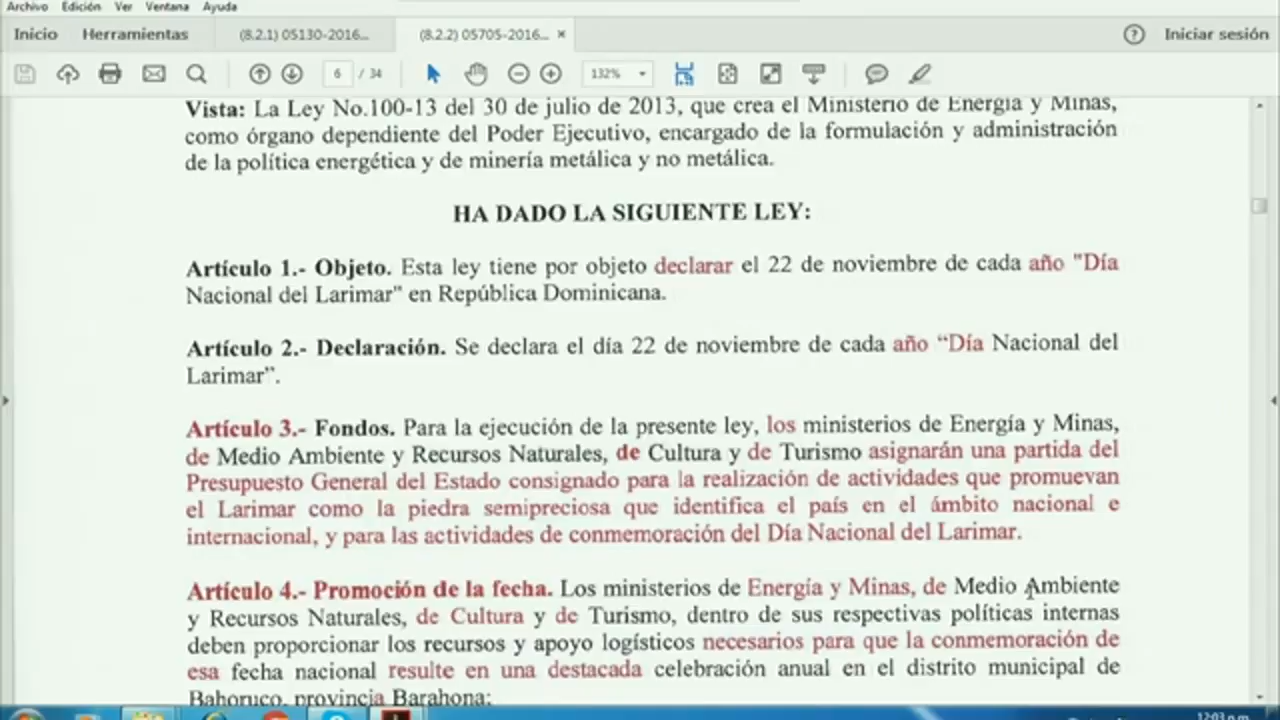 Archivo Edición Ver Ventana Ayuda
Inicio Herramientas (8.2.1) 05130-2016... (8.2.2) 05705-2016... × Iniciar sesión
6 / 34 132%
Vista: La Ley No.100-13 del 30 de julio de 2013, que crea el Ministerio de Energía y Minas,
como órgano dependiente del Poder Ejecutivo, encargado de la formulación y administración
de la política energética y de minería metálica y no metálica.
HA DADO LA SIGUIENTE LEY:
Artículo 1.- Objeto. Esta ley tiene por objeto declarar el 22 de noviembre de cada año "Día
Nacional del Larimar" en República Dominicana.
Artículo 2.- Declaración. Se declara el día 22 de noviembre de cada año “Día Nacional del
Larimar”.
Artículo 3.- Fondos. Para la ejecución de la presente ley, los ministerios de Energía y Minas,
de Medio Ambiente y Recursos Naturales, de Cultura y de Turismo asignarán una partida del
Presupuesto General del Estado consignado para la realización de actividades que promuevan
el Larimar como la piedra semipreciosa que identifica el país en el ámbito nacional e
internacional, y para las actividades de conmemoración del Día Nacional del Larimar.
Artículo 4.- Promoción de la fecha. Los ministerios de Energía y Minas, de Medio Ambiente
y Recursos Naturales, de Cultura y de Turismo, dentro de sus respectivas políticas internas
deben proporcionar los recursos y apoyo logísticos necesarios para que la conmemoración de
esa fecha nacional resulte en una destacada celebración anual en el distrito municipal de
Bahoruco, provincia Barahona:
12:03 p.m.